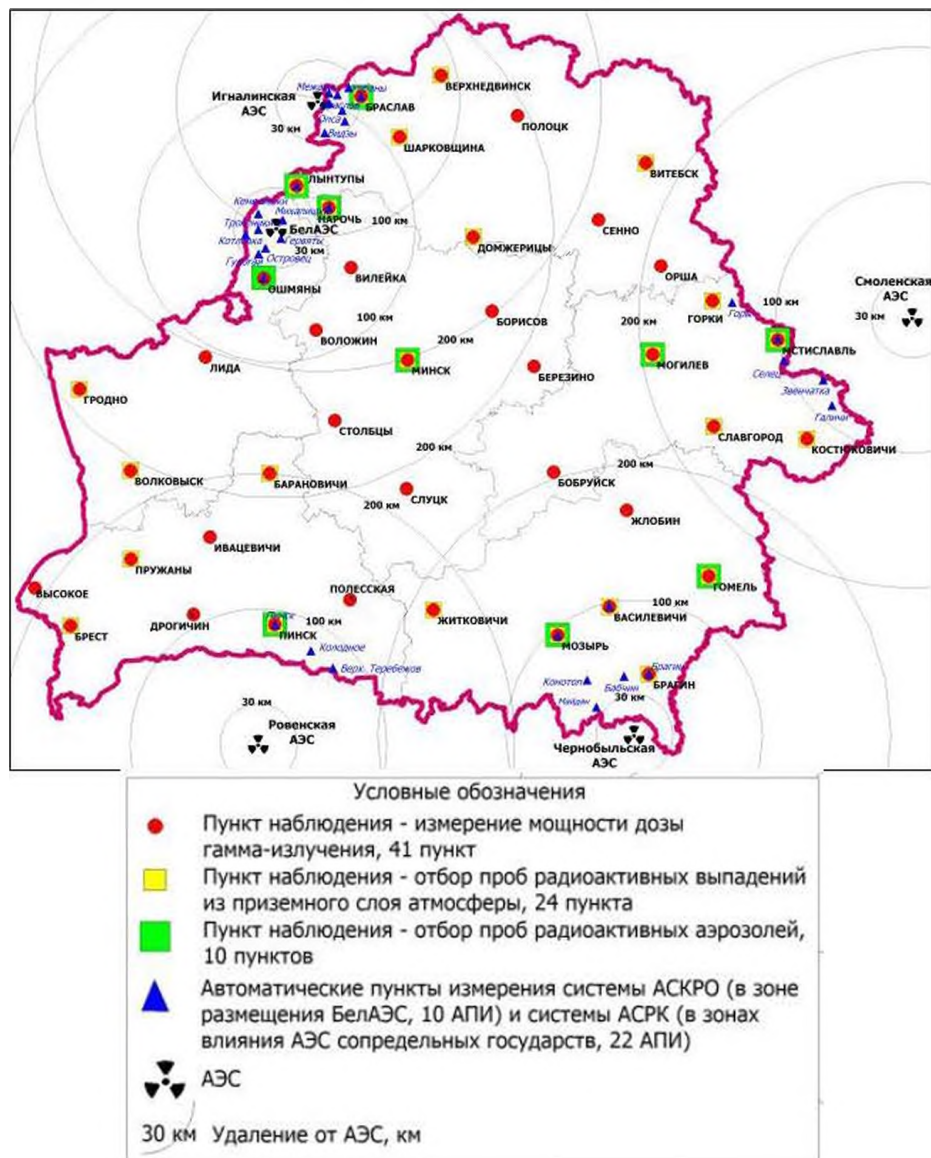 ВЕРХНЕДВИНСК
Игналинская
АЭС
БРАСЛАВ
30 км
Опса
Видзы
ПОЛОЦК
ШАРКОВЩИНА
ВИТЕБСК
ЛЫНТУПЫ
НАРОЧЬ
100 км
СЕННО
БелАЭС
Котловка
Гервяты
30 км
Островец
ДОМЖЕРИЦЫ
ОШМЯНЫ
ВИЛЕЙКА
ОРША
Смоленская
АЭС
100 км
30 км
ГОРКИ
100 км
БОРИСОВ
200 км
200 км
ВОЛОЖИН
МСТИСЛАВЛЬ
ЛИДА
МИНСК
БЕРЕЗИНО
МОГИЛЕВ
Селец
Звенчатка
ГРОДНО
Галичи
СТОЛБЦЫ
СЛАВГОРОД
КОСТЮКОВИЧИ
200 км
200 км
ВОЛКОВЫСК
БАРАНОВИЧИ
БОБРУЙСК
200 км
СЛУЦК
ЖЛОБИН
ИВАЦЕВИЧИ
ПРУЖАНЫ
ГОМЕЛЬ
ВЫСОКОЕ
ПОЛЕССКАЯ
100 км
Пинск
100 км
ЖИТКОВИЧИ
ВАСИЛЕВИЧИ
БРЕСТ
ДРОГИЧИН
ПИНСК
МОЗЫРЬ
Колодное
Верх. Теребежов
Брагин
Конотоп
Бабчин
БРАГИН
30 км
Майдан
30 км
Ровенская
АЭС
Чернобыльская
АЭС
Условные обозначения
Пункт наблюдения - измерение мощности дозы
гамма-излучения, 41 пункт
Пункт наблюдения - отбор проб радиоактивных выпадений
из приземного слоя атмосферы, 24 пункта
Пункт наблюдения - отбор проб радиоактивных аэрозолей,
10 пунктов
Автоматические пункты измерения системы АСКРО (в зоне
размещения БелАЭС, 10 АПИ) и системы АСРК (в зонах
влияния АЭС сопредельных государств, 22 АПИ)
АЭС
30 км Удаление от АЭС, км